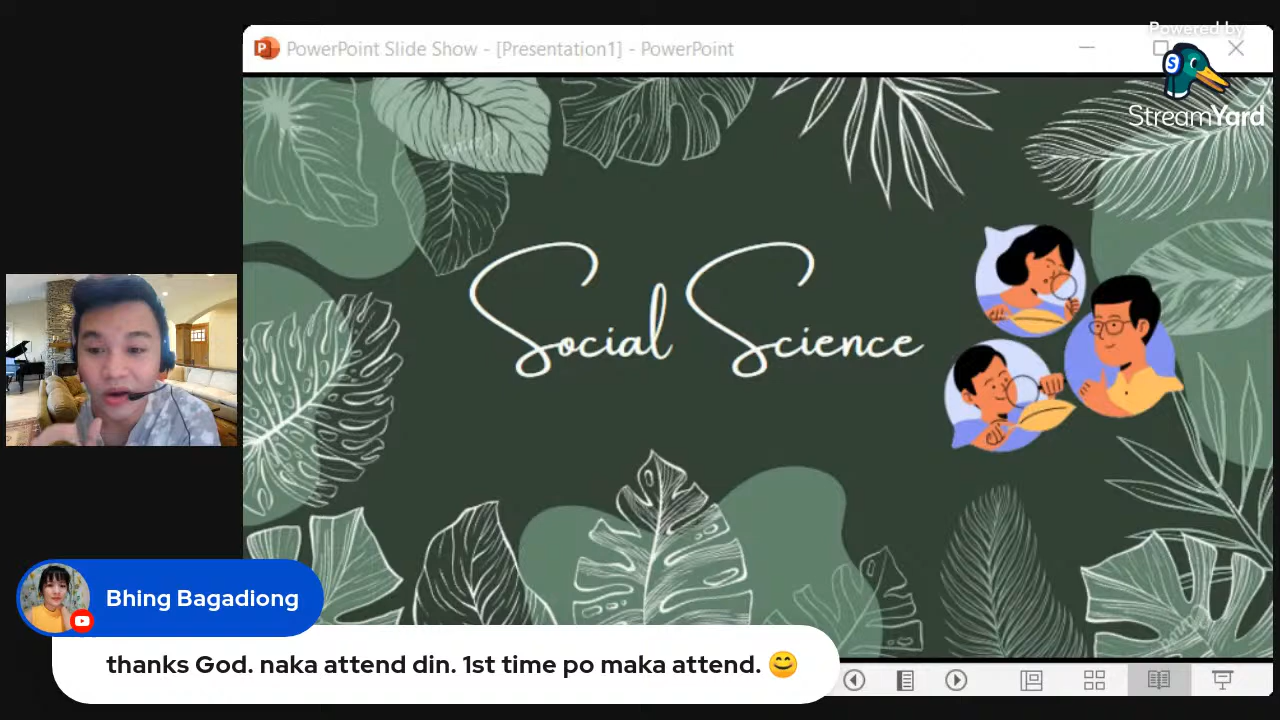 PowerPoint Slide Show - [Presentation1] - PowerPoint
Powered by
StreamYard
Social Science
Bhing Bagadiong
thanks God. naka attend din. 1st time po maka attend. 😊